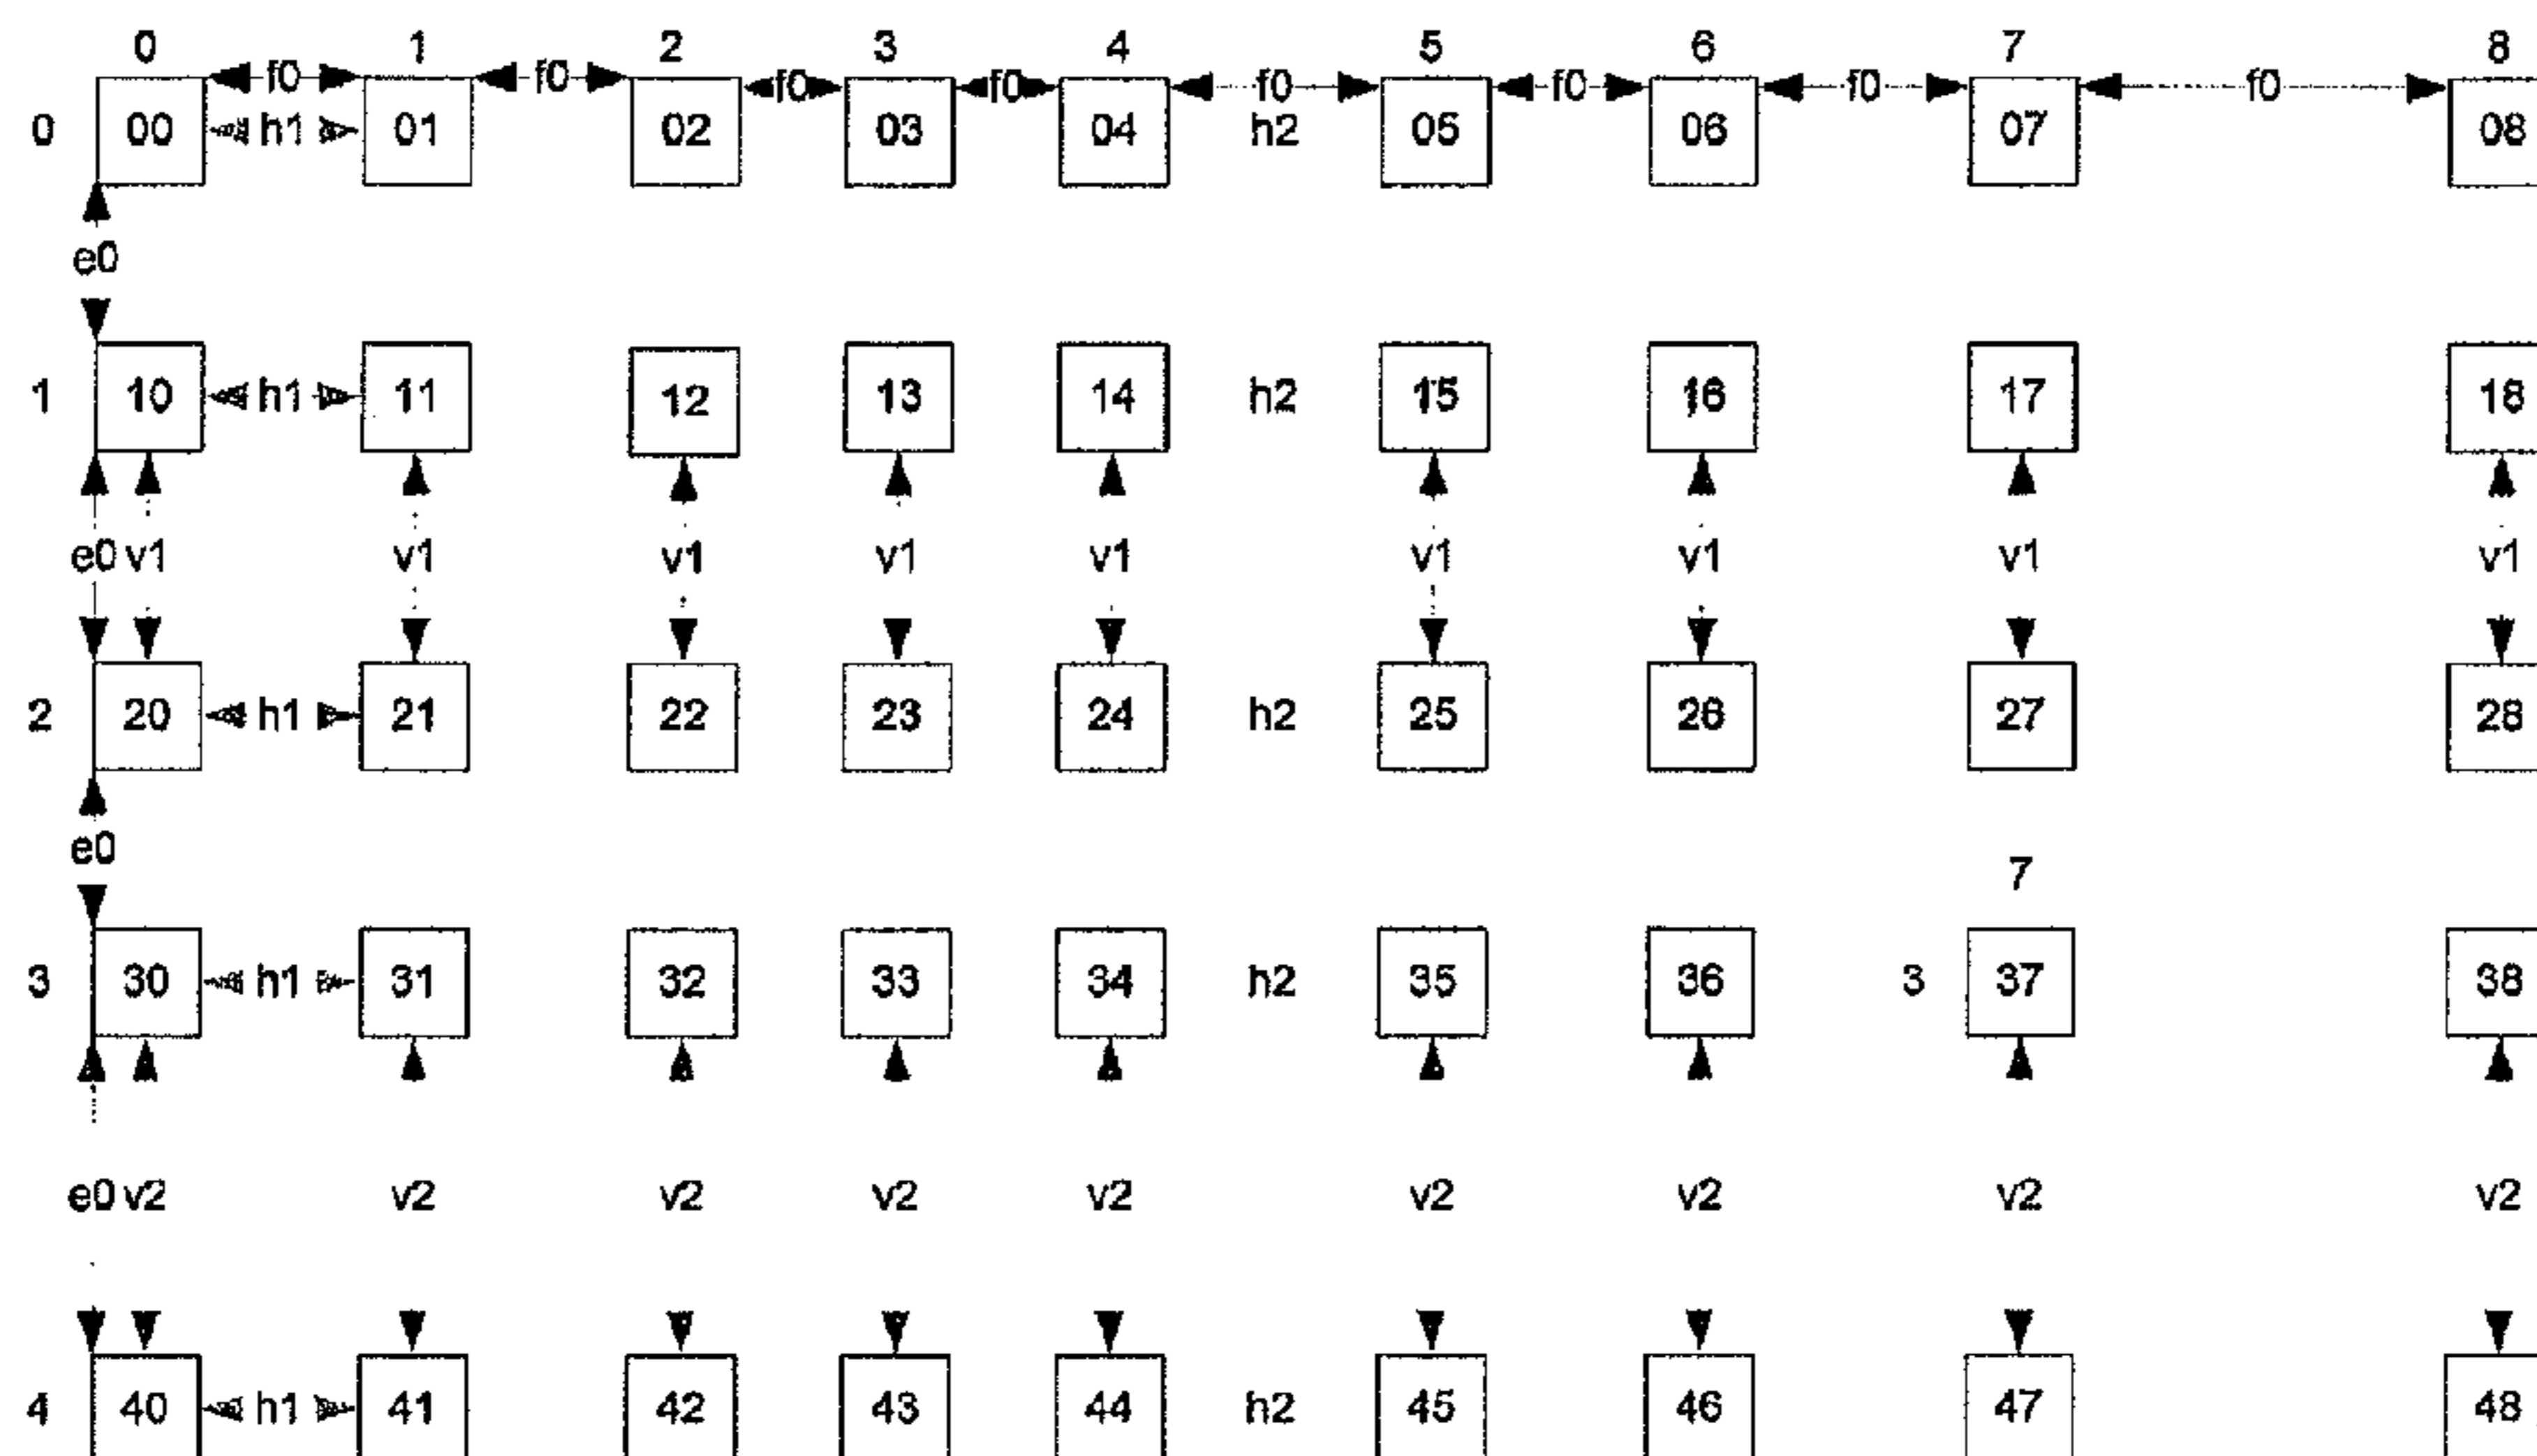 0 1 2 3 4 5 6 7 8
f0 f0 f0 f0 f0 f0 f0 f0
0 00 h1 01 02 03 04 h2 05 06 07 08
e0
1 10 h1 11 12 13 14 h2 15 16 17 18
e0 v1 v1 v1 v1 v1 v1 v1 v1 v1
2 20 h1 21 22 23 24 h2 25 26 27 28
e0
7
3 30 h1 31 32 33 34 h2 35 36 3 37 38
e0 v2 v2 v2 v2 v2 v2 v2 v2 v2
4 40 h1 41 42 43 44 h2 45 46 47 48